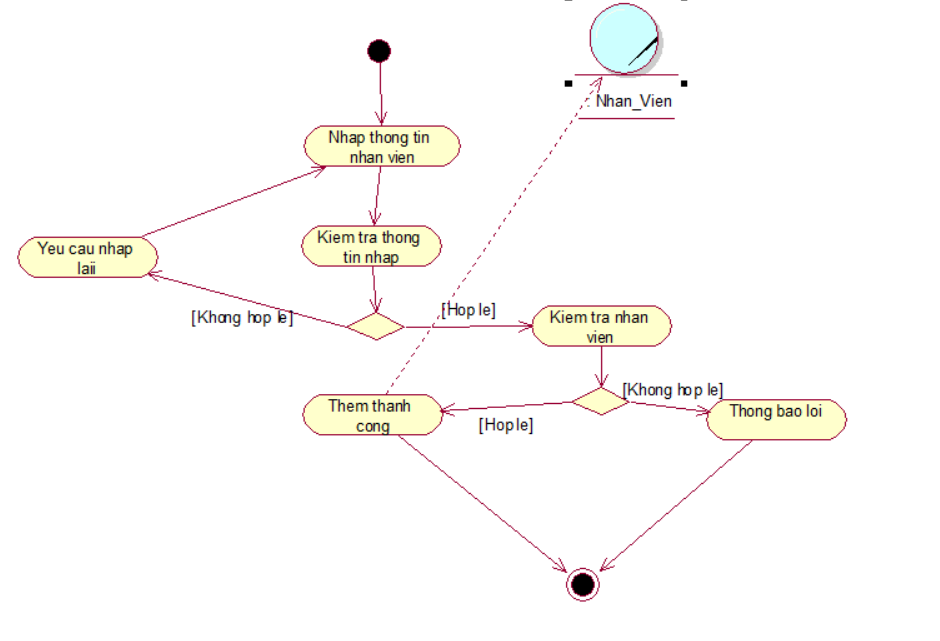 : Nhan_Vien
Nhap thong tin
nhan vien
Kiem tra thong
tin nhap
Yeu cau nhap
laii
[Khong hop le]
[Hop le]
Kiem tra nhan
vien
[Khong hop le]
Them thanh
cong
[Hop le]
Thong bao loi